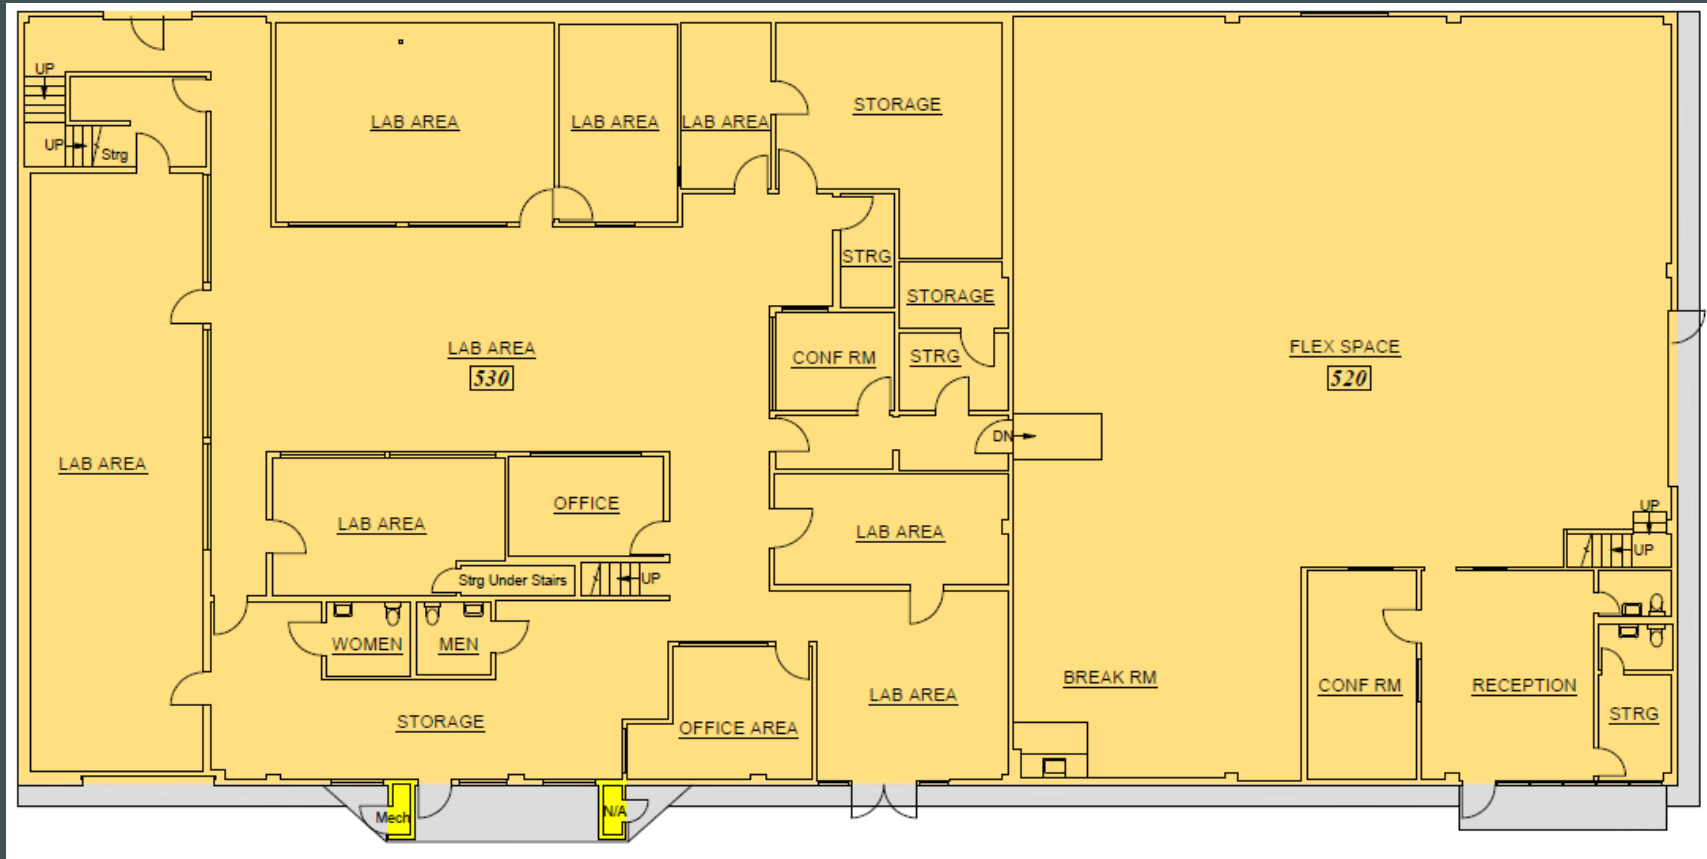 UP
UP
Strg
LAB AREA
LAB AREA
LAB AREA
STORAGE
STRG
STORAGE
LAB AREA
530
CONF RM
STRG
FLEX SPACE
520
DN
LAB AREA
LAB AREA
OFFICE
LAB AREA
UP
UP
Strg Under Stairs
UP
WOMEN
MEN
STORAGE
OFFICE AREA
LAB AREA
BREAK RM
CONF RM
RECEPTION
STRG
Mech
N/A